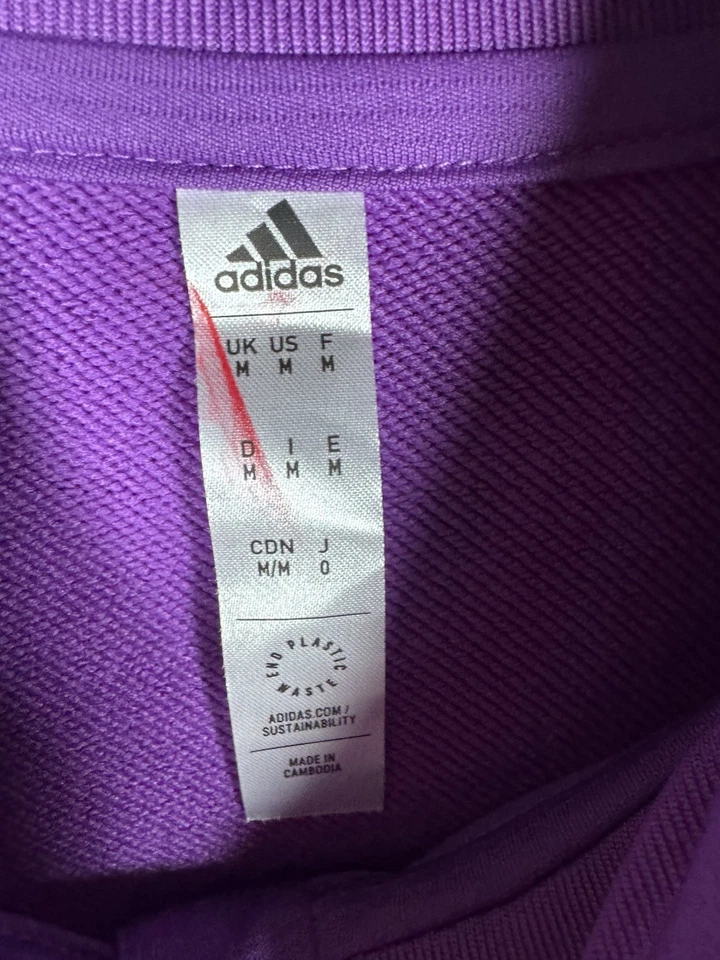 adidas
UK US F
M M M
D I E
M M M
CDN J
M/M O
END PLASTIC WASTE
ADIDAS.COM/
SUSTAINABILITY
MADE IN
CAMBODIA